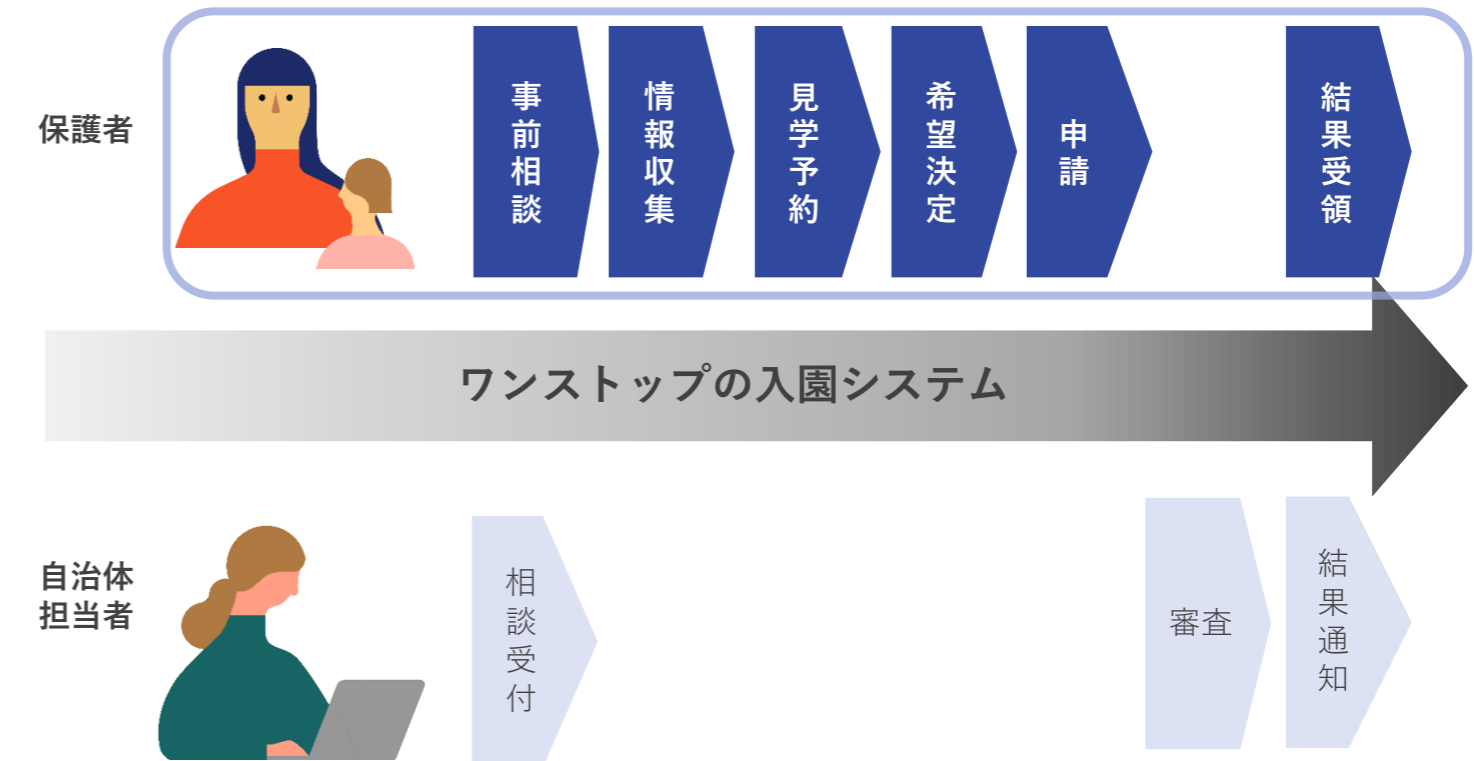 保護者
事前相談
情報収集
見学予約
希望決定
申請
結果受領
ワンストップの入園システム
自治体
担当者
相談受付
審査
結果通知